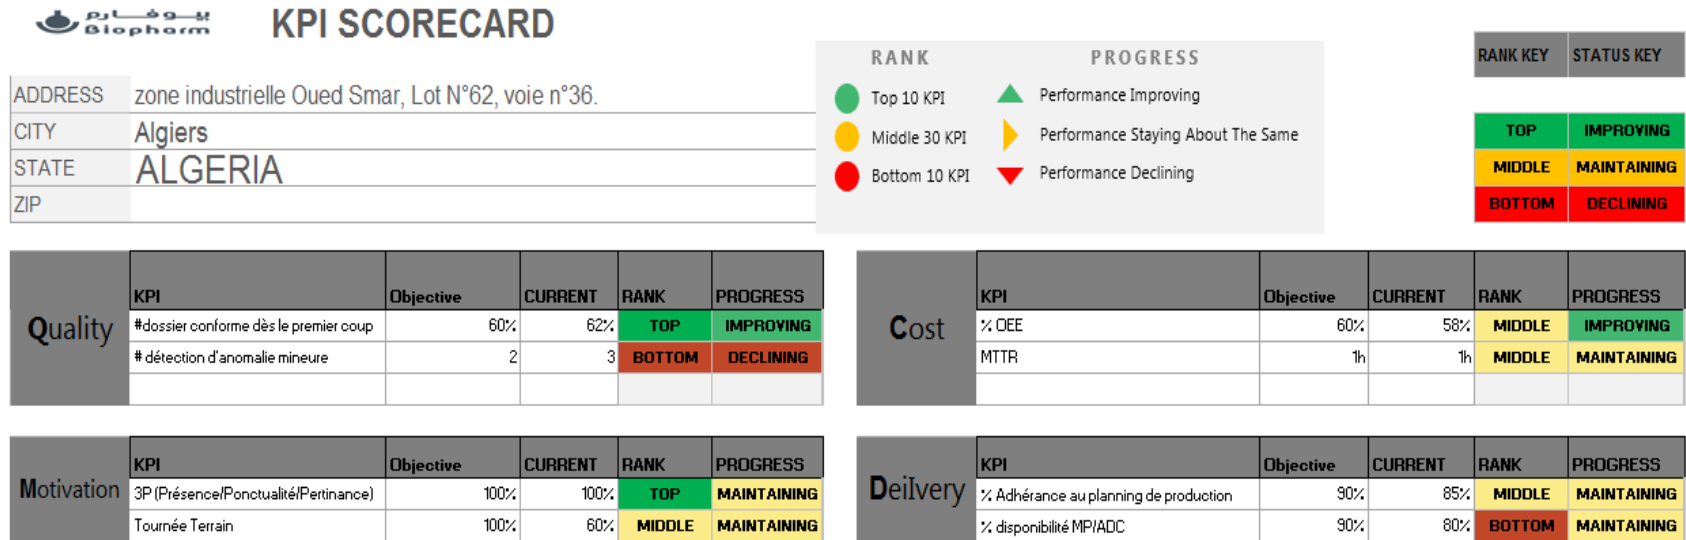 بيوفارم
Biopharm
KPI SCORECARD
RANK PROGRESS
Top 10 KPI Performance Improving
Middle 30 KPI Performance Staying About The Same
Bottom 10 KPI Performance Declining
RANK KEY STATUS KEY
TOP IMPROVING
MIDDLE MAINTAINING
BOTTOM DECLINING
ADDRESS zone industrielle Oued Smar, Lot N°62, voie n°36.
CITY Algiers
STATE ALGERIA
ZIP
Quality
KPI Objective CURRENT RANK PROGRESS
#dossier conforme dès le premier coup 60% 62% TOP IMPROVING
# détection d'anomalie mineure 2 3 BOTTOM DECLINING
Cost
KPI Objective CURRENT RANK PROGRESS
% OEE 60% 58% MIDDLE IMPROVING
MTTR 1h 1h MIDDLE MAINTAINING
Motivation
KPI Objective CURRENT RANK PROGRESS
3P (Présence/Ponctualité/Pertinance) 100% 100% TOP MAINTAINING
Tournée Terrain 100% 60% MIDDLE MAINTAINING
DeiIvery
KPI Objective CURRENT RANK PROGRESS
% Adhérance au planning de production 90% 85% MIDDLE MAINTAINING
% disponibilité MP/ADC 90% 80% BOTTOM MAINTAINING